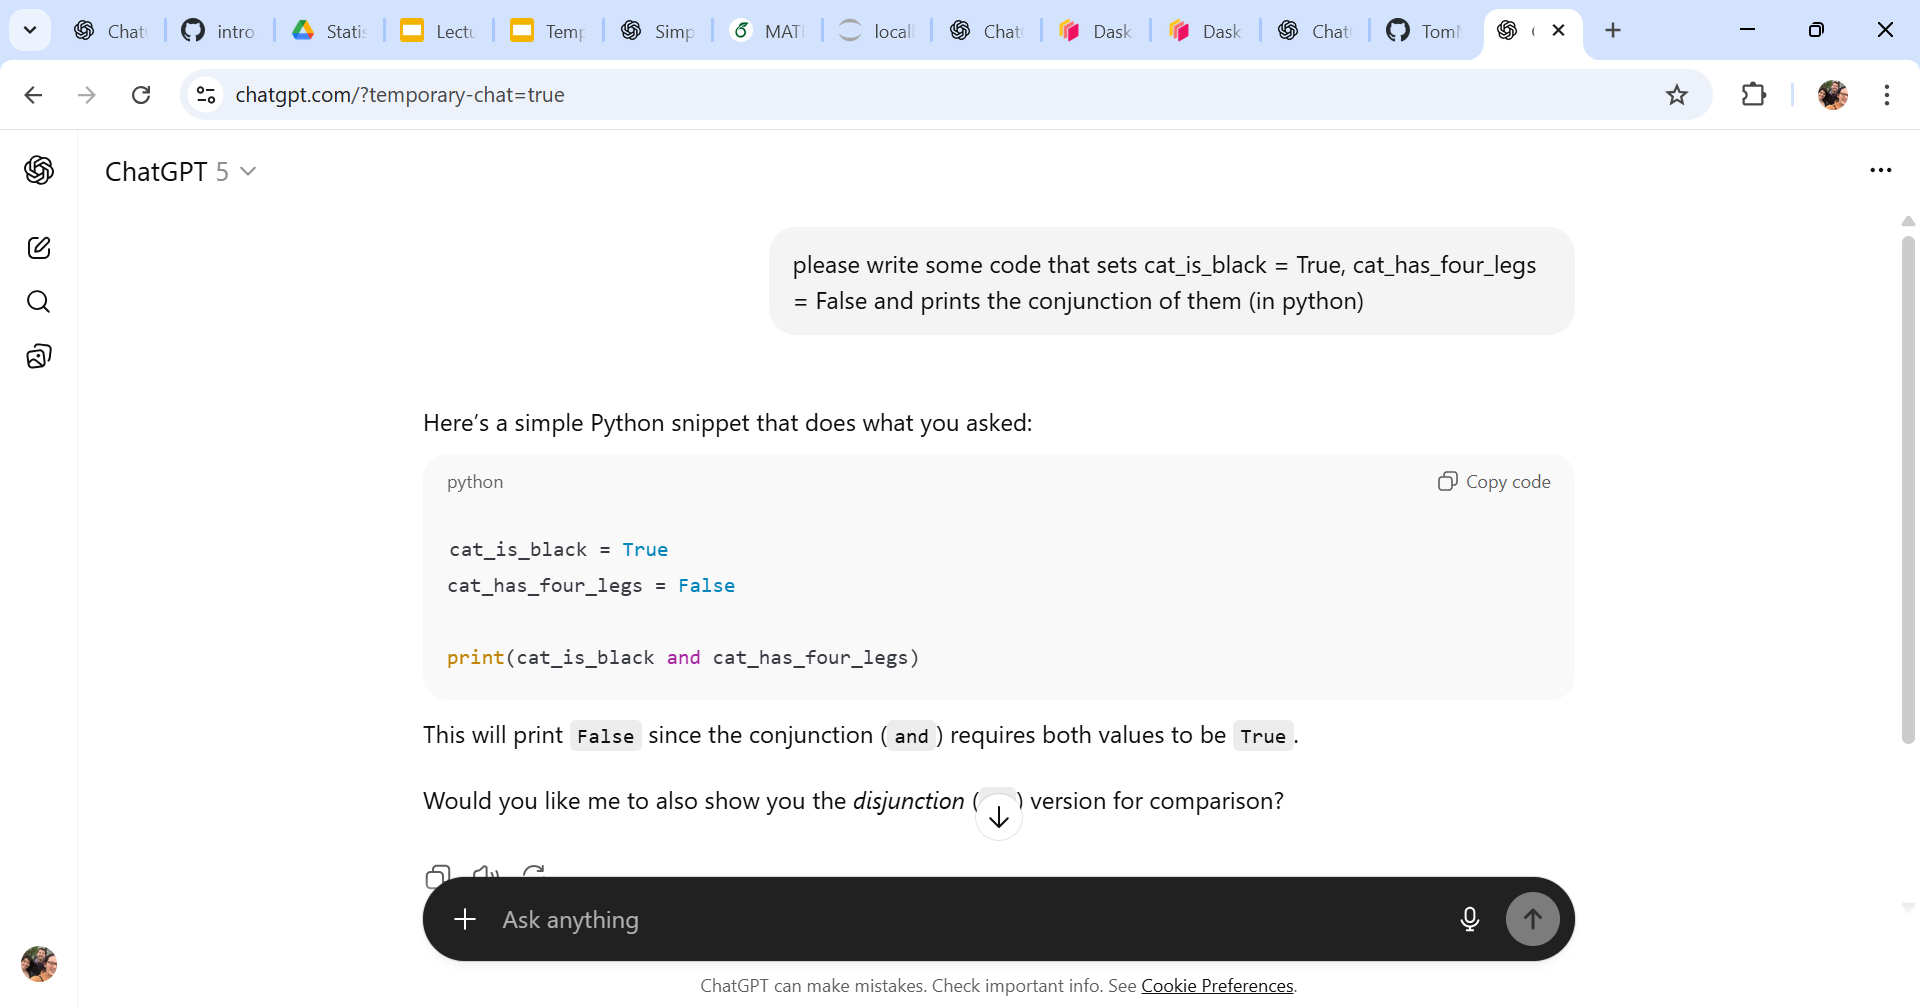 Chat
intro
Statis
Lectu
Temp
Simp
MATH
locall
Chat
Dask
Dask
Chat
TomM
chatgpt.com/?temporary-chat=true
ChatGPT 5
please write some code that sets cat_is_black = True, cat_has_four_legs
= False and prints the conjunction of them (in python)
Here’s a simple Python snippet that does what you asked:
python
Copy code
cat_is_black = True
cat_has_four_legs = False
print(cat_is_black and cat_has_four_legs)
This will print False since the conjunction (and) requires both values to be True.
Would you like me to also show you the disjunction ( ) version for comparison?
Ask anything
ChatGPT can make mistakes. Check important info. See Cookie Preferences.